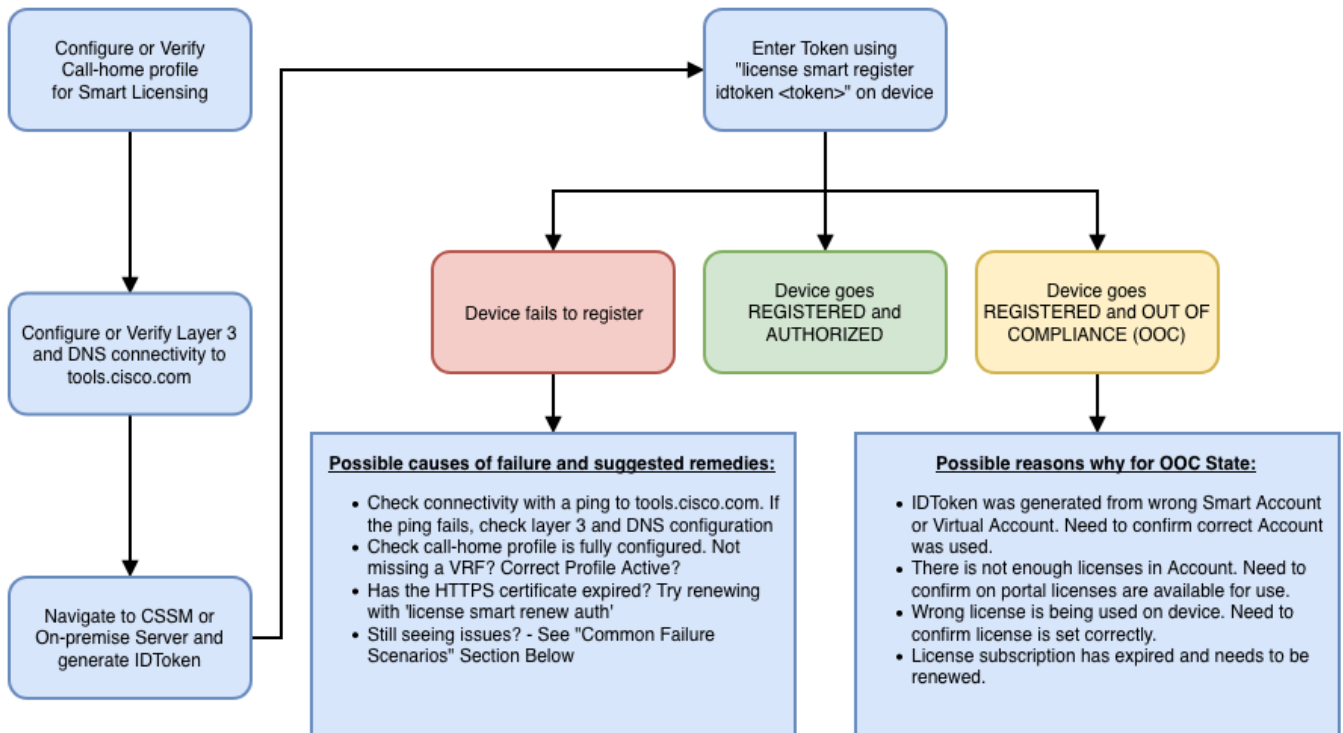 Configure or Verify
Call-home profile
for Smart Licensing
Configure or Verify Layer 3
and DNS connectivity to
tools.cisco.com
Navigate to CSSM or
On-premise Server and
generate IDToken
Enter Token using
"license smart register
idtoken <token>" on device
Device fails to register
Device goes
REGISTERED and
AUTHORIZED
Device goes
REGISTERED and OUT OF
COMPLIANCE (OOC)
Possible causes of failure and suggested remedies:
• Check connectivity with a ping to tools.cisco.com. If
the ping fails, check layer 3 and DNS configuration
• Check call-home profile is fully configured. Not
missing a VRF? Correct Profile Active?
• Has the HTTPS certificate expired? Try renewing
with 'license smart renew auth'
• Still seeing issues? - See "Common Failure
Scenarios" Section Below
Possible reasons why for OOC State:
• IDToken was generated from wrong Smart Account
or Virtual Account. Need to confirm correct Account
was used.
• There is not enough licenses in Account. Need to
confirm on portal licenses are available for use.
• Wrong license is being used on device. Need to
confirm license is set correctly.
• License subscription has expired and needs to be
renewed.